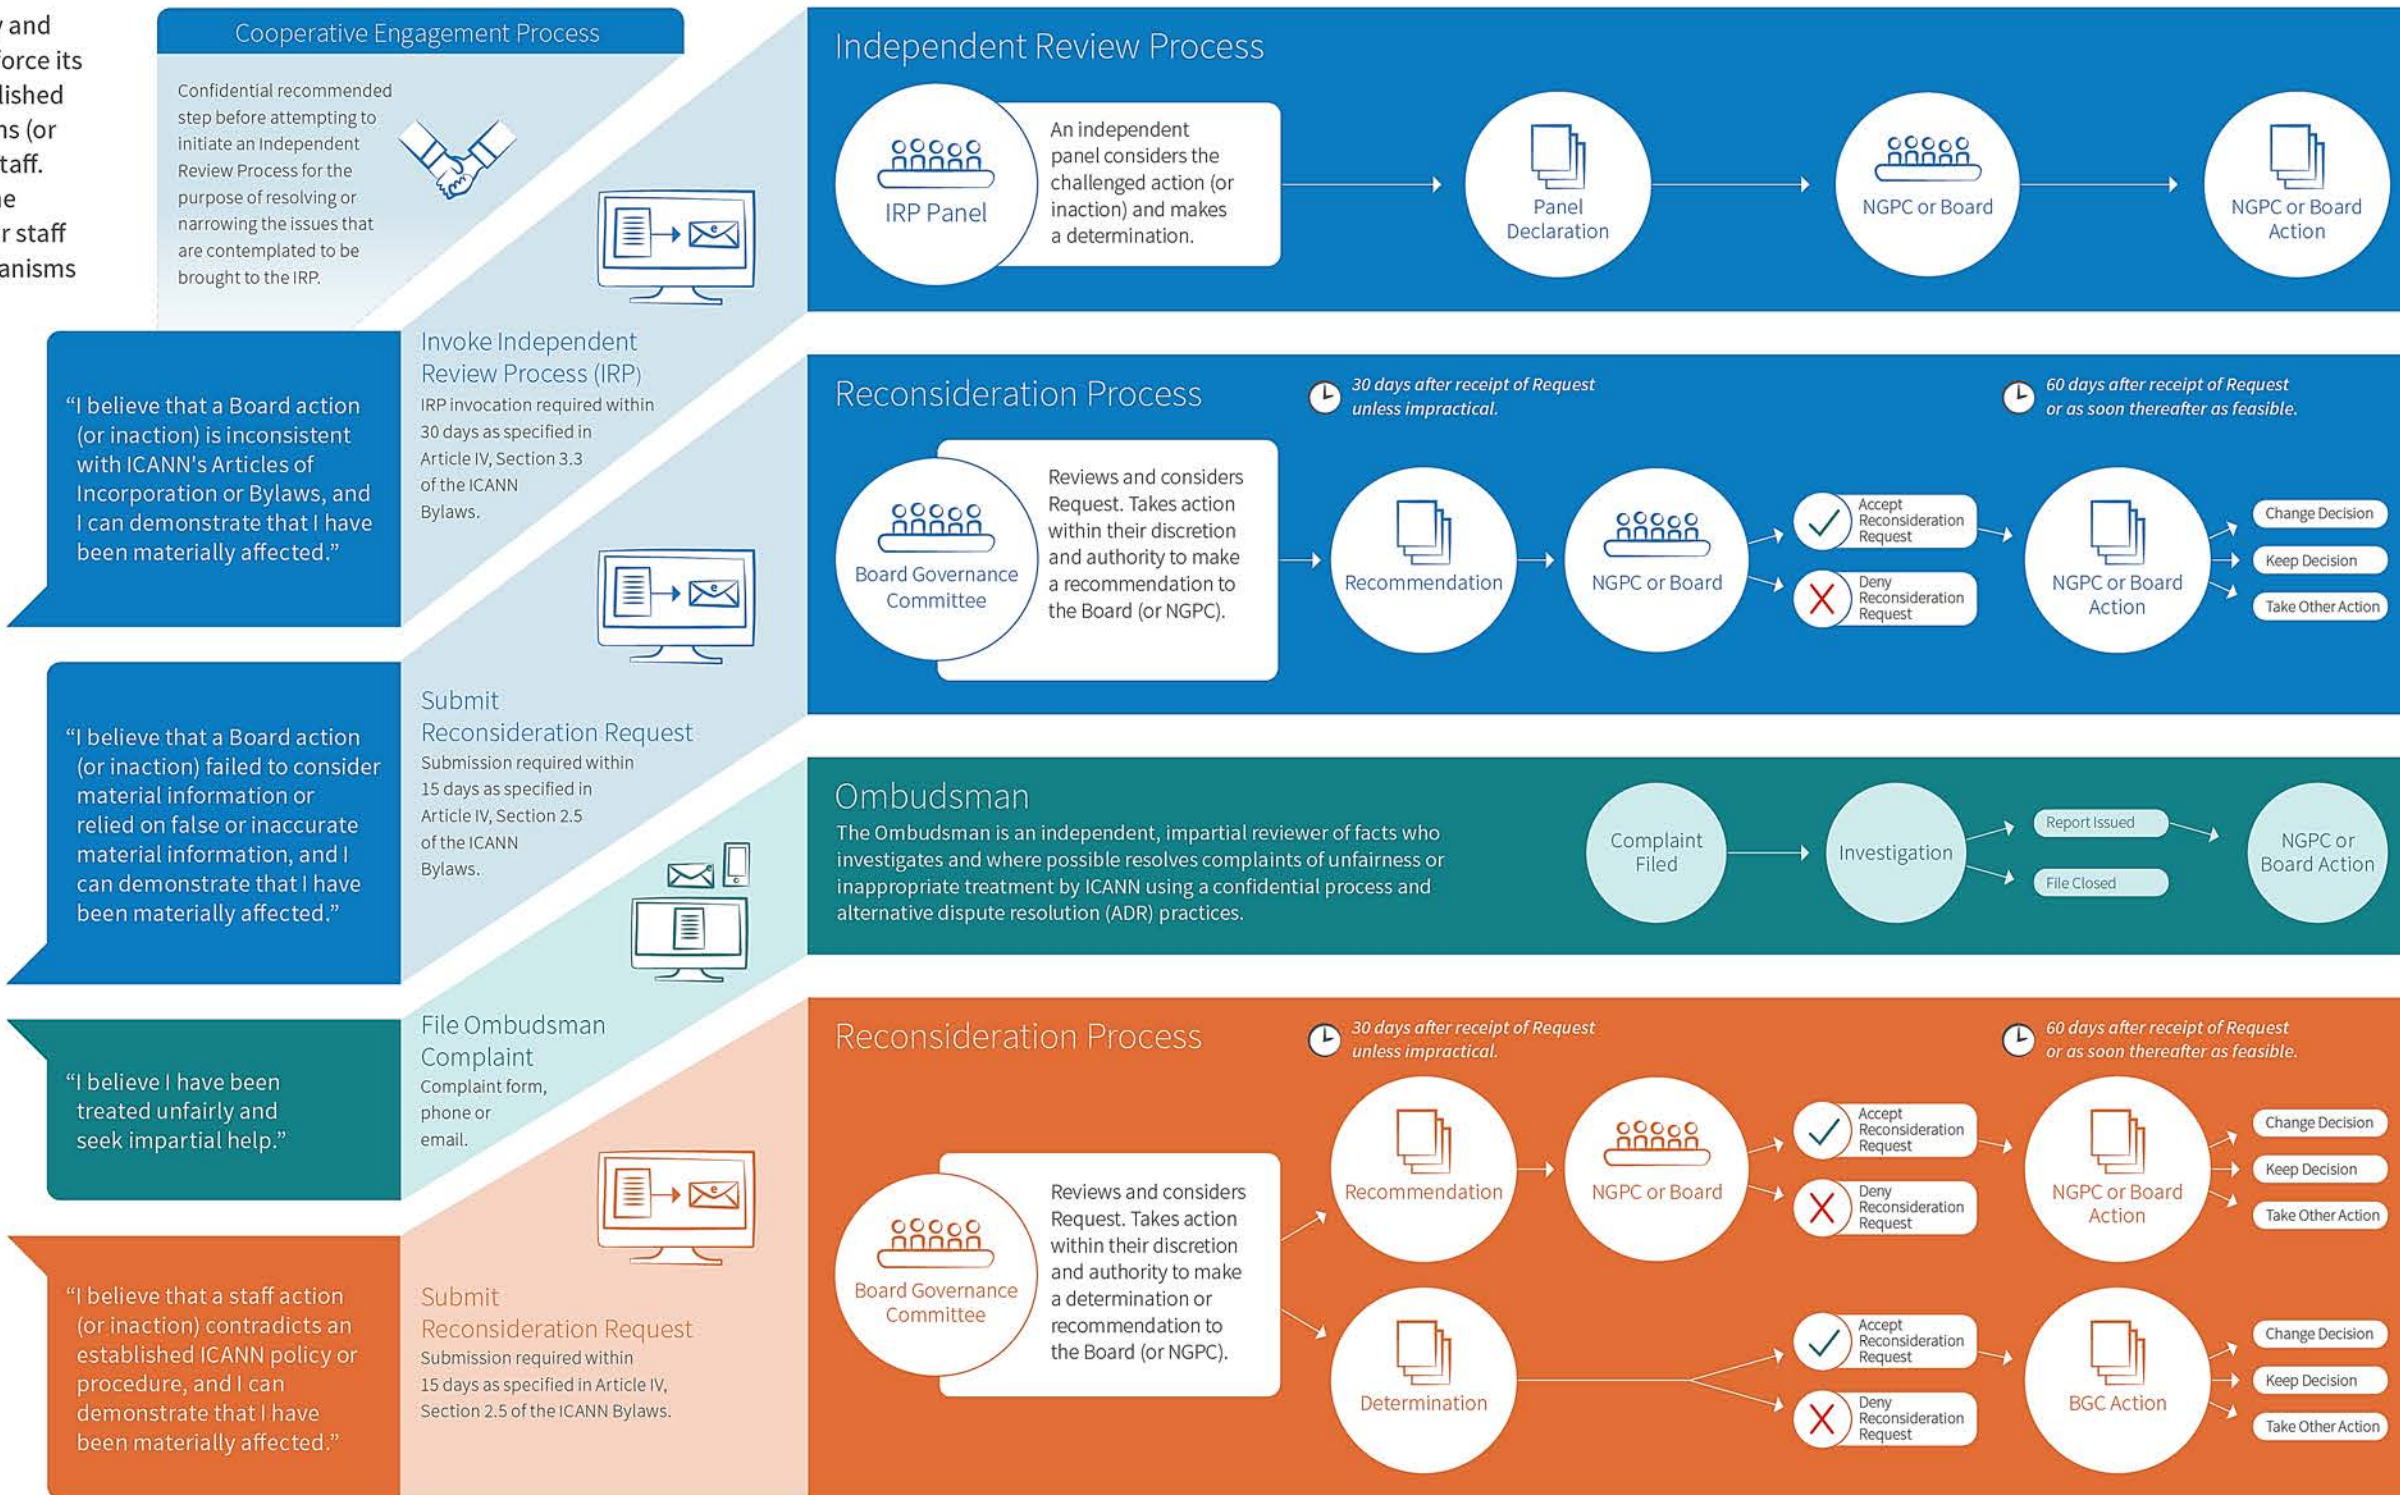 and
force its
lished
ns (or
taff.
r staff
anisms
Cooperative Engagement Process
Confidential recommended
step before attempting to
initiate an Independent
Review Process for the
purpose of resolving or
narrowing the issues that
are contemplated to be
brought to the IRP.
“I believe that a Board action
(or inaction) is inconsistent
with ICANN's Articles of
Incorporation or Bylaws, and
I can demonstrate that I have
been materially affected.”
Invoke Independent
Review Process (IRP)
IRP invocation required within
30 days as specified in
Article IV, Section 3.3
of the ICANN
Bylaws.
Independent Review Process
IRP Panel
An independent
panel considers the
challenged action (or
inaction) and makes
a determination.
Panel
Declaration
NGPC or Board
NGPC or Board
Action
“I believe that a Board action
(or inaction) failed to consider
material information or
relied on false or inaccurate
material information, and I
can demonstrate that I have
been materially affected.”
Submit
Reconsideration Request
Submission required within
15 days as specified in
Article IV, Section 2.5
of the ICANN
Bylaws.
Reconsideration Process
30 days after receipt of Request
unless impractical.
60 days after receipt of Request
or as soon thereafter as feasible.
Board Governance
Committee
Reviews and considers
Request. Takes action
within their discretion
and authority to make
a recommendation to
the Board (or NGPC).
Recommendation
NGPC or Board
Accept
Reconsideration
Request
Deny
Reconsideration
Request
NGPC or Board
Action
Change Decision
Keep Decision
Take Other Action
“I believe I have been
treated unfairly and
seek impartial help.”
File Ombudsman
Complaint
Complaint form,
phone or
email.
Ombudsman
The Ombudsman is an independent, impartial reviewer of facts who
investigates and where possible resolves complaints of unfairness or
inappropriate treatment by ICANN using a confidential process and
alternative dispute resolution (ADR) practices.
Complaint
Filed
Investigation
Report Issued
File Closed
NGPC or
Board Action
“I believe that a staff action
(or inaction) contradicts an
established ICANN policy or
procedure, and I can
demonstrate that I have
been materially affected.”
Submit
Reconsideration Request
Submission required within
15 days as specified in Article IV,
Section 2.5 of the ICANN Bylaws.
Reconsideration Process
30 days after receipt of Request
unless impractical.
60 days after receipt of Request
or as soon thereafter as feasible.
Board Governance
Committee
Reviews and considers
Request. Takes action
within their discretion
and authority to make
a determination or
recommendation to
the Board (or NGPC).
Recommendation
NGPC or Board
Accept
Reconsideration
Request
Deny
Reconsideration
Request
NGPC or Board
Action
Change Decision
Keep Decision
Take Other Action
Determination
Accept
Reconsideration
Request
Deny
Reconsideration
Request
BGC Action
Change Decision
Keep Decision
Take Other Action